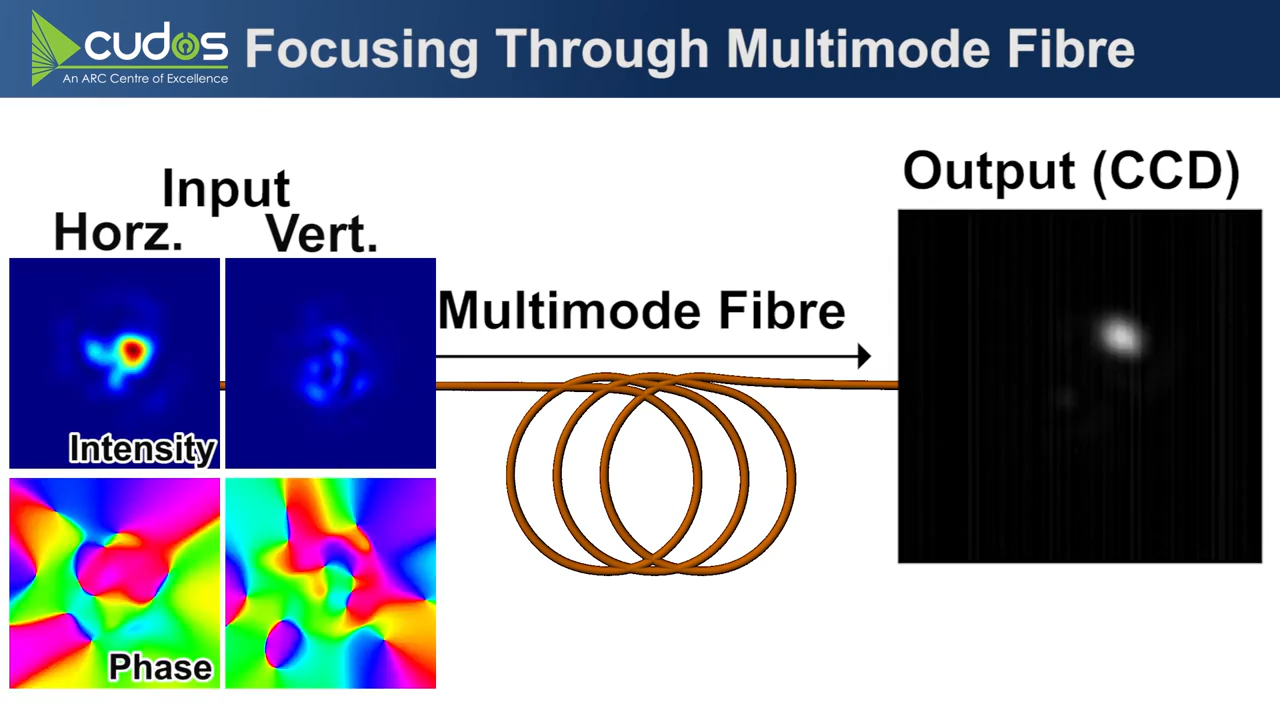 cudos
An ARC Centre of Excellence
Focusing Through Multimode Fibre
Input
Horz. Vert.
Intensity
Phase
Multimode Fibre
Output (CCD)